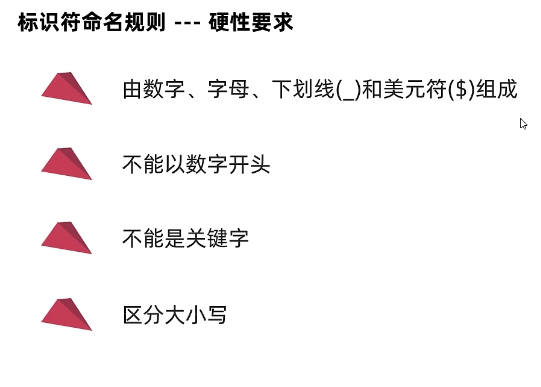 标识符命名规则 --- 硬性要求
由数字、字母、下划线(_)和美元符($)组成
不能以数字开头
不能是关键字
区分大小写